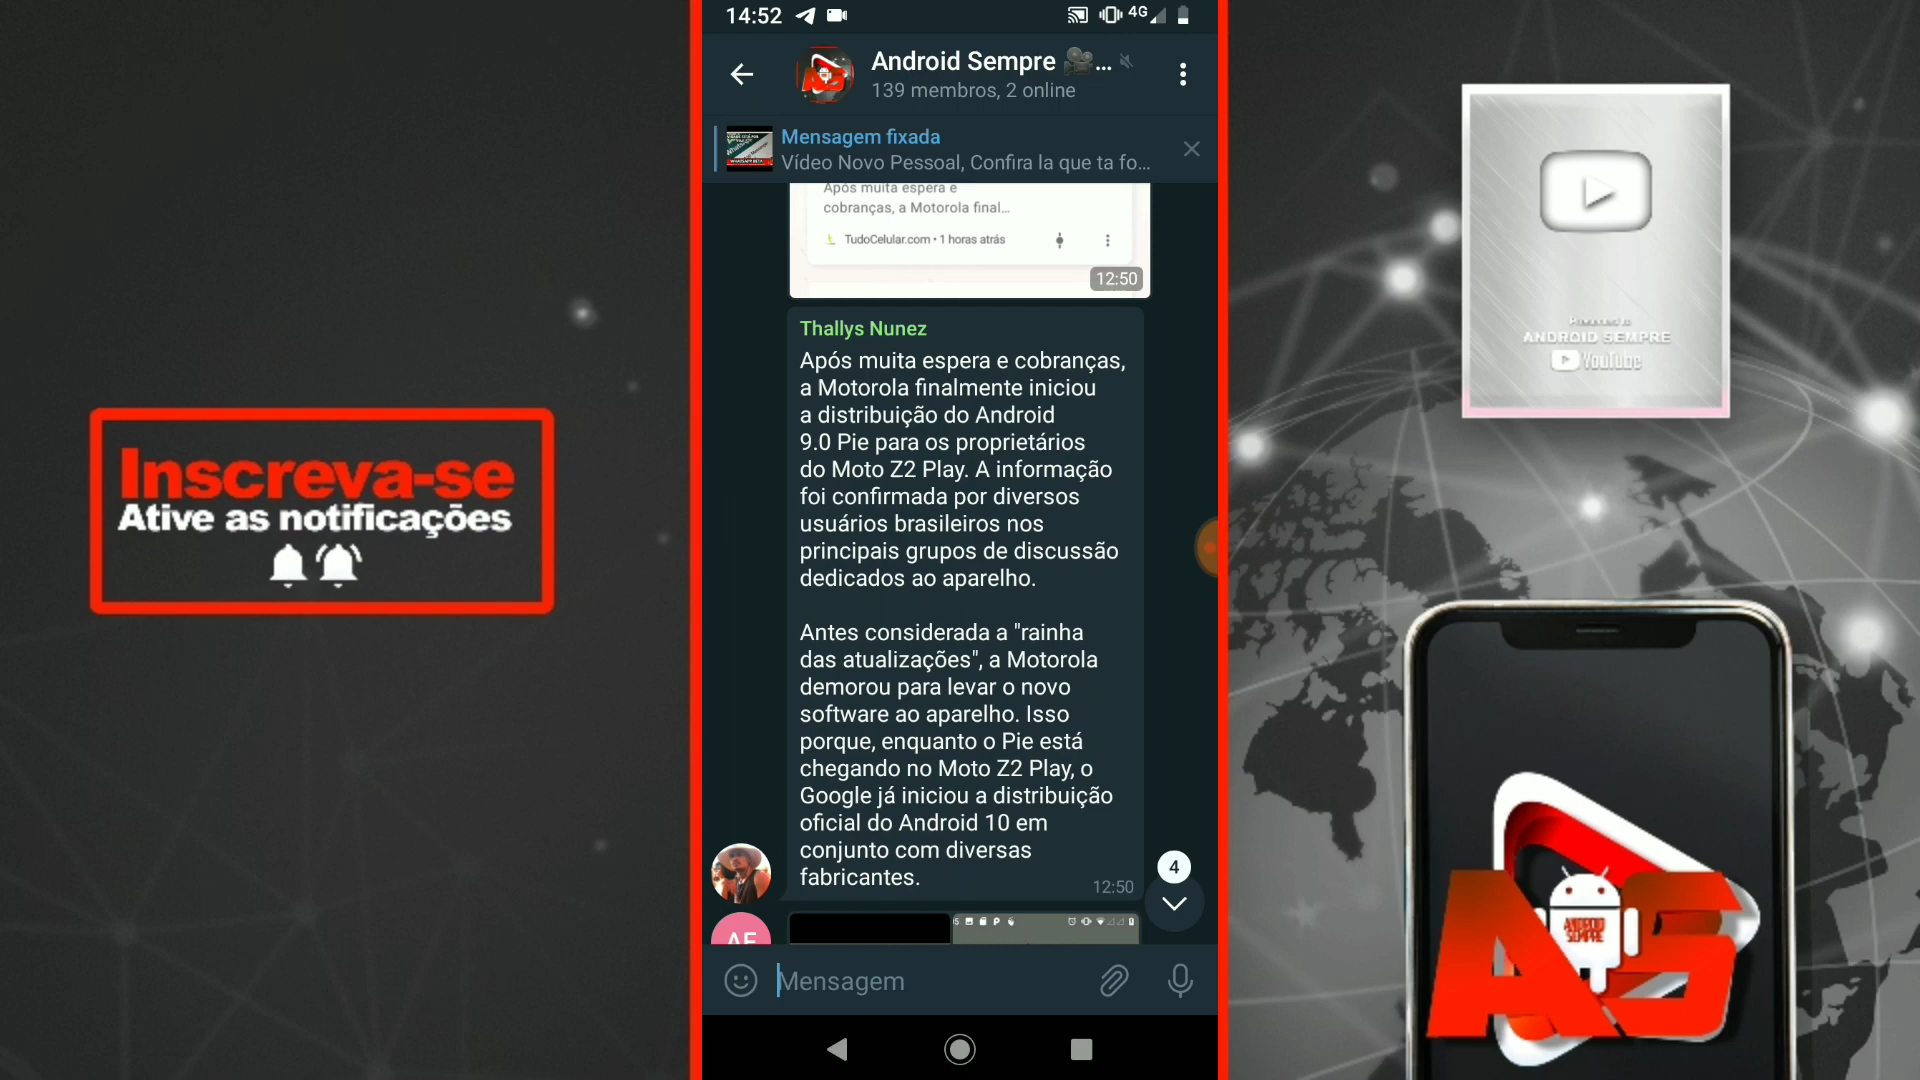 14:52
4G
Android Sempre 🎥...
139 membros, 2 online
Mensagem fixada
Vídeo Novo Pessoal, Confira la que ta fo...
Após muita espera e
cobranças, a Motorola final...
TudoCelular.com • 1 horas atrás
12:50
Thallys Nunez
Após muita espera e cobranças,
a Motorola finalmente iniciou
a distribuição do Android
9.0 Pie para os proprietários
do Moto Z2 Play. A informação
foi confirmada por diversos
usuários brasileiros nos
principais grupos de discussão
dedicados ao aparelho.
Antes considerada a "rainha
das atualizações", a Motorola
demorou para levar o novo
software ao aparelho. Isso
porque, enquanto o Pie está
chegando no Moto Z2 Play, o
Google já iniciou a distribuição
oficial do Android 10 em
conjunto com diversas
fabricantes.
12:50
4
AF
Mensagem
Inscreva-se
Ative as notificações
ANDROID SEMPRE
YouTube
AS
ANDROID
SEMPRE